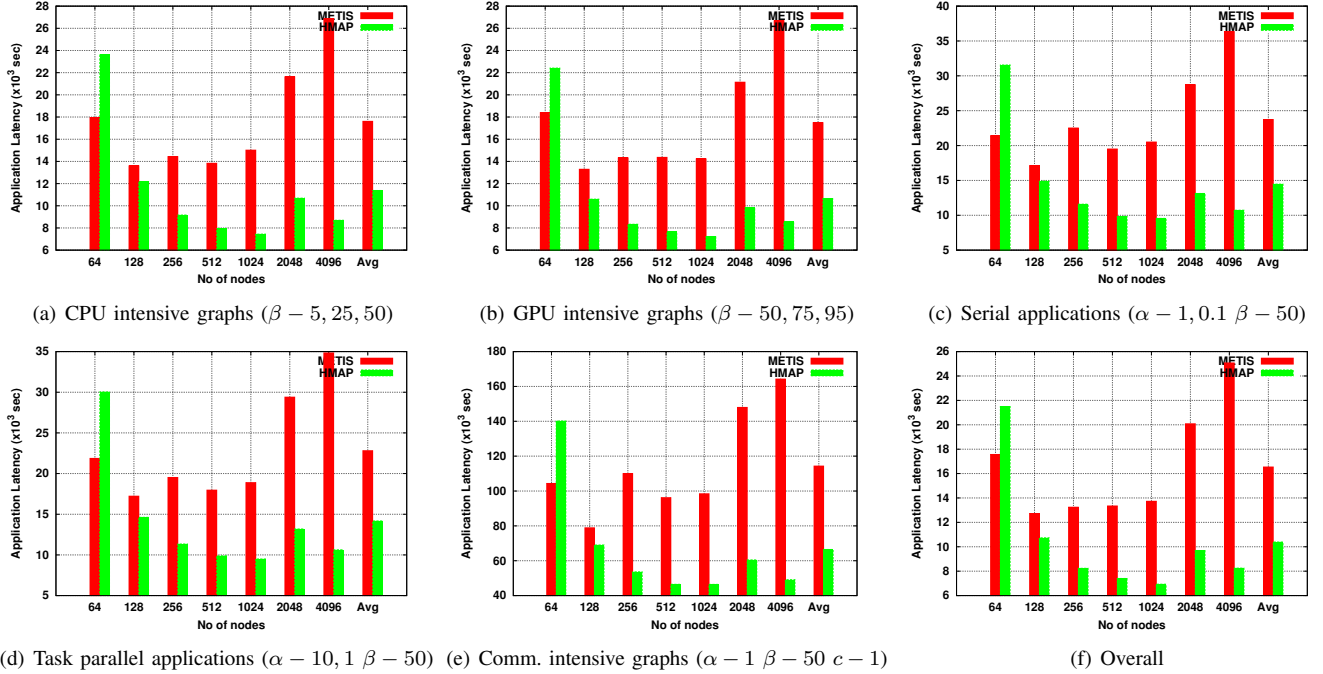 28
26
24
22
20
18
16
14
12
10
8
6
Application Latency (x10³ sec)
METIS
HMAP
64 128 256 512 1024 2048 4096 Avg
No of nodes
(a) CPU intensive graphs (β − 5, 25, 50)
28
26
24
22
20
18
16
14
12
10
8
6
Application Latency (x10³ sec)
METIS
HMAP
64 128 256 512 1024 2048 4096 Avg
No of nodes
(b) GPU intensive graphs (β − 50, 75, 95)
40
35
30
25
20
15
10
5
Application Latency (x10³ sec)
METIS
HMAP
64 128 256 512 1024 2048 4096 Avg
No of nodes
(c) Serial applications (α − 1, 0.1 β − 50)
35
30
25
20
15
10
5
Application Latency (x10³ sec)
METIS
HMAP
64 128 256 512 1024 2048 4096 Avg
No of nodes
(d) Task parallel applications (α − 10, 1 β − 50)
180
160
140
120
100
80
60
40
Application Latency (x10³ sec)
METIS
HMAP
64 128 256 512 1024 2048 4096 Avg
No of nodes
(e) Comm. intensive graphs (α − 1 β − 50 c − 1)
26
24
22
20
18
16
14
12
10
8
6
Application Latency (x10³ sec)
METIS
HMAP
64 128 256 512 1024 2048 4096 Avg
No of nodes
(f) Overall